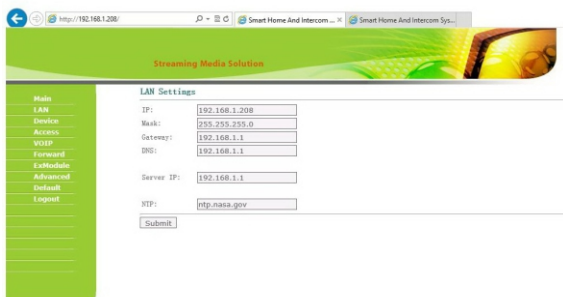 http://192.168.1.208/
Smart Home And Intercom ... ×
Smart Home And Intercom Sys...
Streaming Media Solution
LAN Settings
Main
LAN
Device
Access
VOIP
Forward
ExModule
Advanced
Default
Logout
IP: 192.168.1.208
Mask: 255.255.255.0
Gateway: 192.168.1.1
DNS: 192.168.1.1
Server IP: 192.168.1.1
NTP: ntp.nasa.gov
Submit